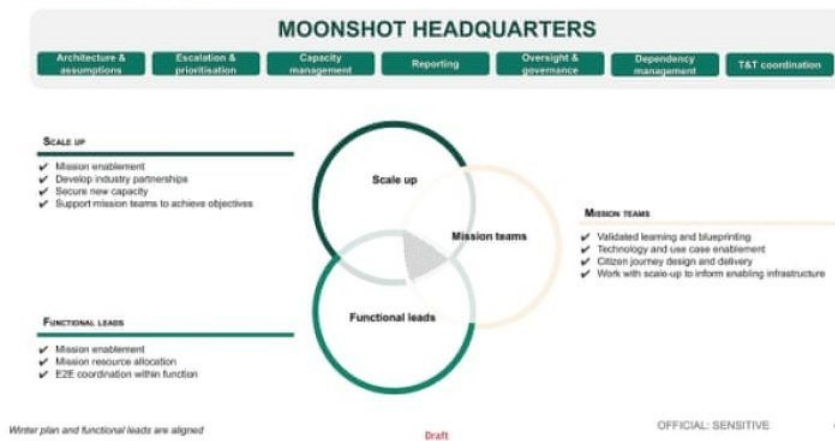 MOONSHOT HEADQUARTERS
Architecture &
assumptions
Escalation &
prioritisation
Capacity
management
Reporting
Oversight &
governance
Dependency
management
T&T coordination
SCALE UP
✔ Mission enablement
✔ Develop industry partnerships
✔ Secure new capacity
✔ Support mission teams to achieve objectives
Scale up
Mission teams
Functional leads
MISSION TEAMS
✔ Validated learning and blueprinting
✔ Technology and use case enablement
✔ Citizen journey design and delivery
✔ Work with scale-up to inform enabling infrastructure
FUNCTIONAL LEADS
✔ Mission enablement
✔ Mission resource allocation
✔ E2E coordination within function
Winter plan and functional leads are aligned
Draft
OFFICIAL: SENSITIVE